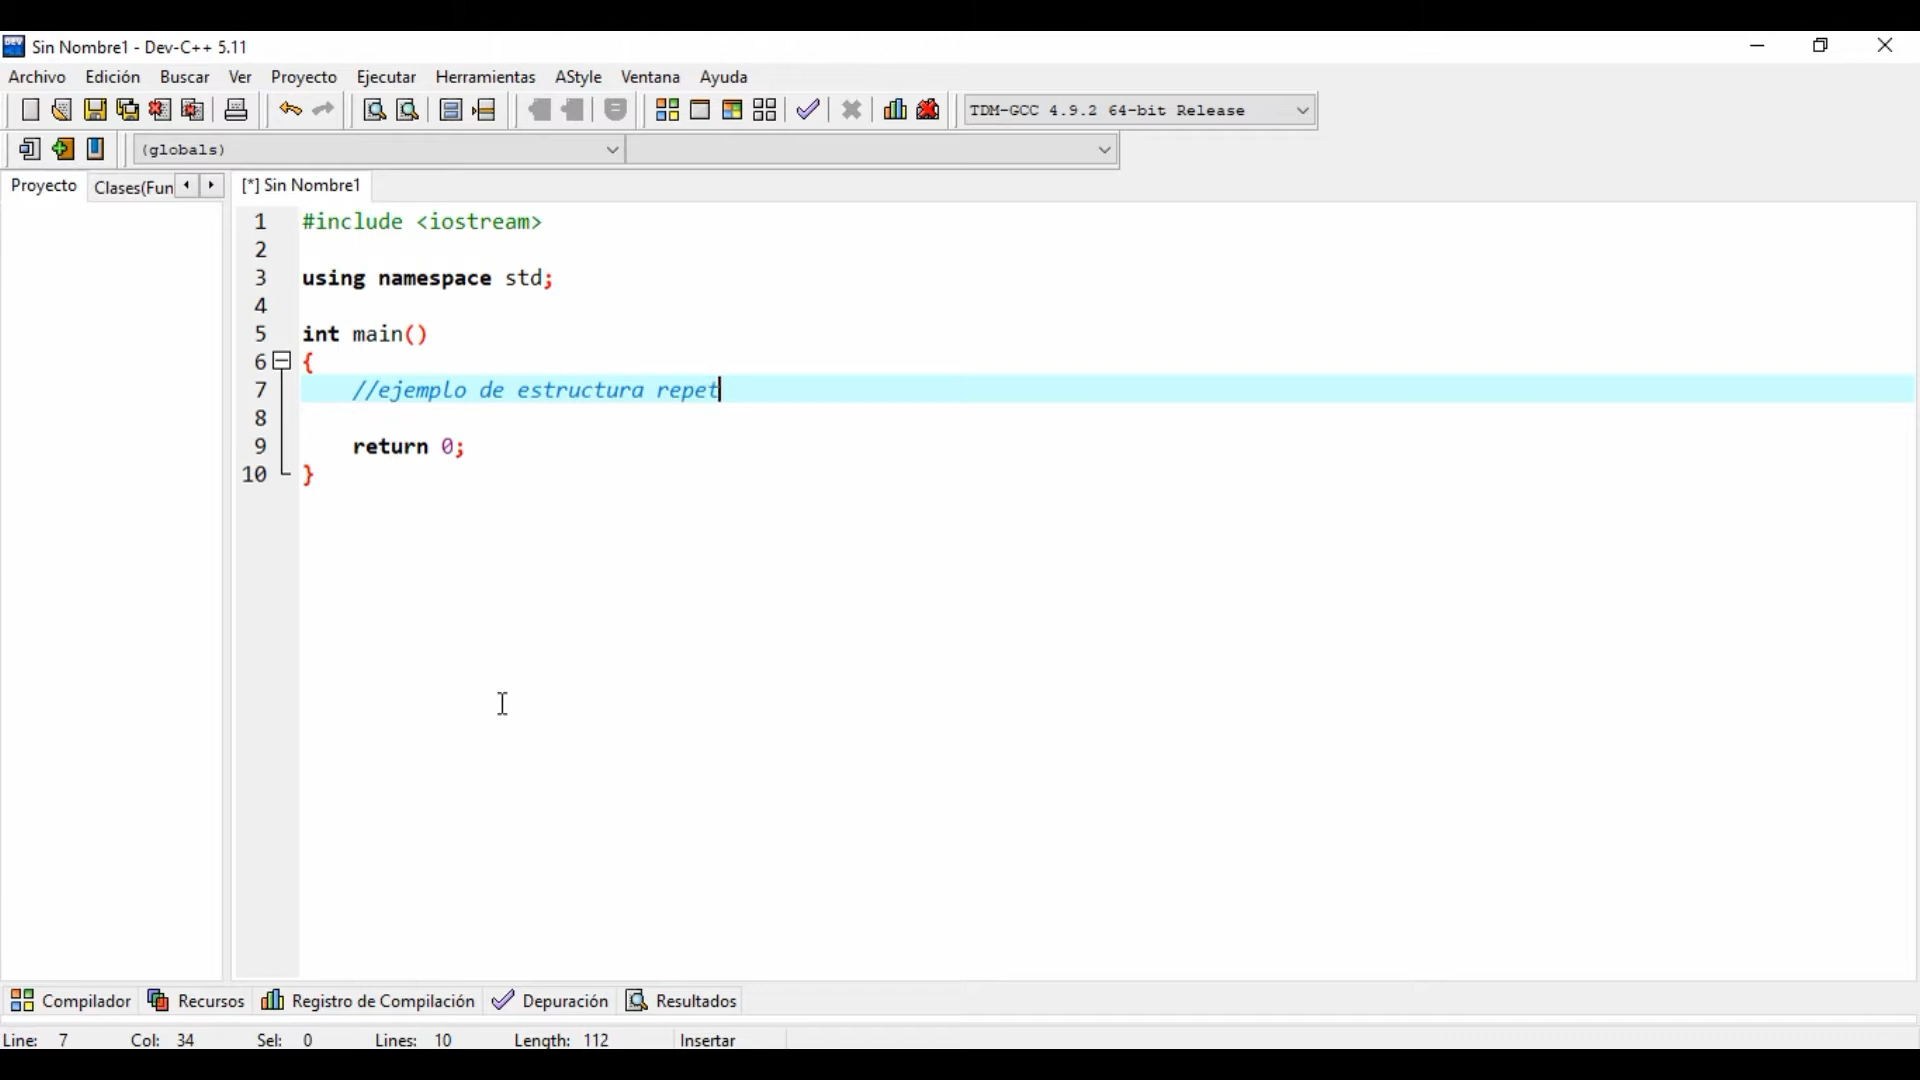 Sin Nombre1 - Dev-C++ 5.11
Archivo Edición Buscar Ver Proyecto Ejecutar Herramientas AStyle Ventana Ayuda
TDM-GCC 4.9.2 64-bit Release
(globals)
Proyecto Clases(Fun [*] Sin Nombre1
1 #include <iostream>
2
3 using namespace std;
4
5 int main()
6 {
7 //ejemplo de estructura repet
8
9 return 0;
10 }
Compilador Recursos Registro de Compilación Depuración Resultados
Line: 7 Col: 34 Sel: 0 Lines: 10 Length: 112 Insertar